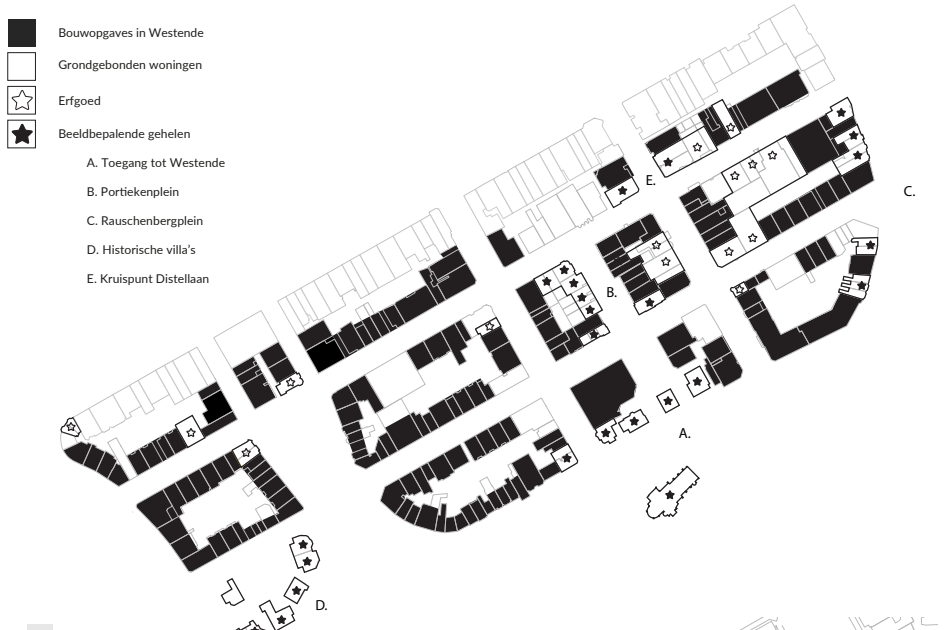 Bouwopgaves in Westende
Grondgebonden woningen
Erfgoed
Beeldbepalende gehelen
A. Toegang tot Westende
B. Portiekenplein
C. Rauschenbergplein
D. Historische villa's
E. Kruispunt Distellaan
E.
C.
B.
A.
D.